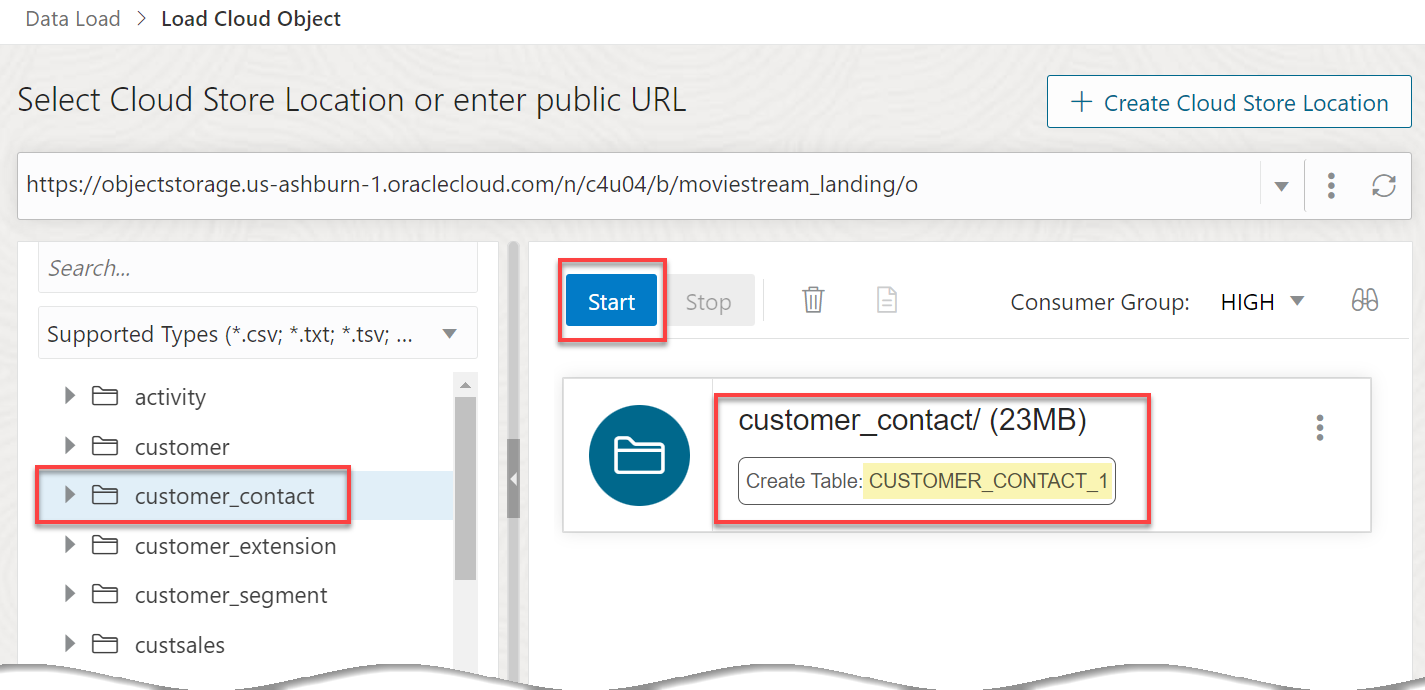 Data Load > Load Cloud Object
Select Cloud Store Location or enter public URL
+ Create Cloud Store Location
https://objectstorage.us-ashburn-1.oraclecloud.com/n/c4u04/b/moviestream_landing/o
Search...
Supported Types (*.csv; *.txt; *.tsv; ...
activity
customer
customer_contact
customer_extension
customer_segment
custsales
Start
Stop
Consumer Group: HIGH
customer_contact/ (23MB)
Create Table: CUSTOMER_CONTACT_1